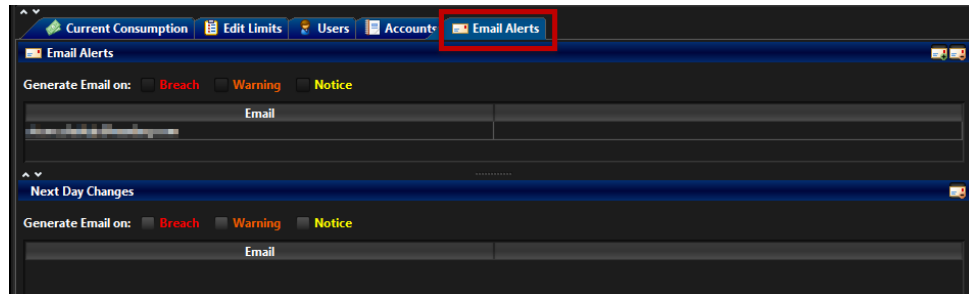 Current Consumption Edit Limits Users Accounts Email Alerts
Email Alerts
Generate Email on: Breach Warning Notice
Email
Next Day Changes
Generate Email on: Breach Warning Notice
Email